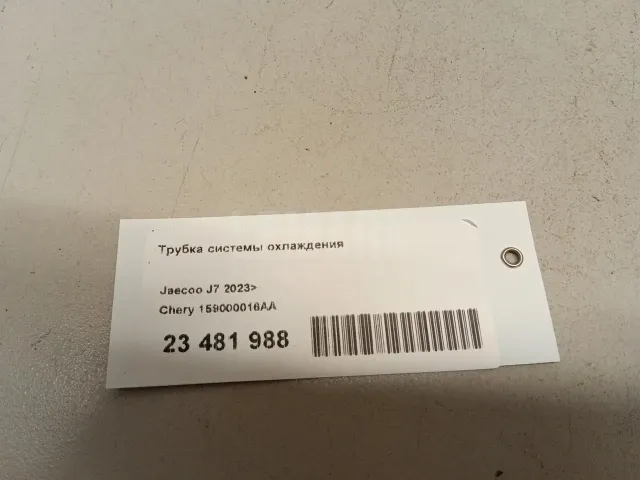 Трубка системы охлаждения
Jaecoo J7 2023>
Chery 159000016AA
23 481 988